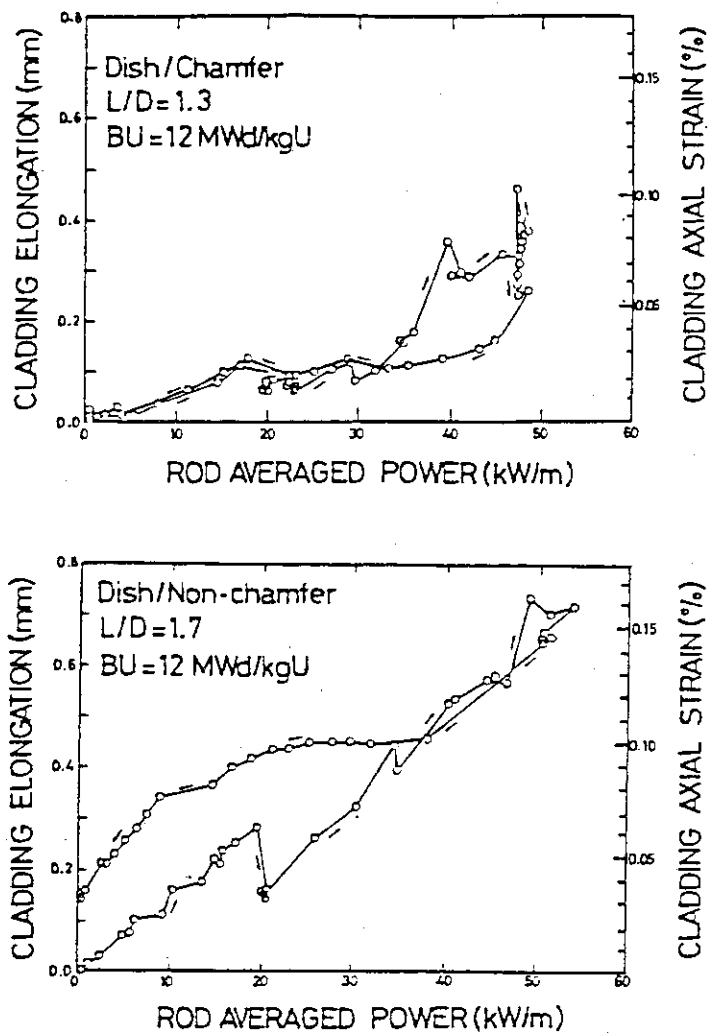 0.8
Dish/Chamfer
L/D=1.3
BU=12 MWd/kgU
0.6
0.4
0.2
0.0
0.15
0.10
0.05
CLADDING ELONGATION (mm)
CLADDING AXIAL STRAIN (%)
0 10 20 30 40 50 60
ROD AVERAGED POWER (kW/m)
0.8
Dish/Non-chamfer
L/D=1.7
BU=12 MWd/kgU
0.6
0.4
0.2
0.0
0.15
0.10
0.05
CLADDING ELONGATION (mm)
CLADDING AXIAL STRAIN (%)
0 10 20 30 40 50 60
ROD AVERAGED POWER (kW/m)